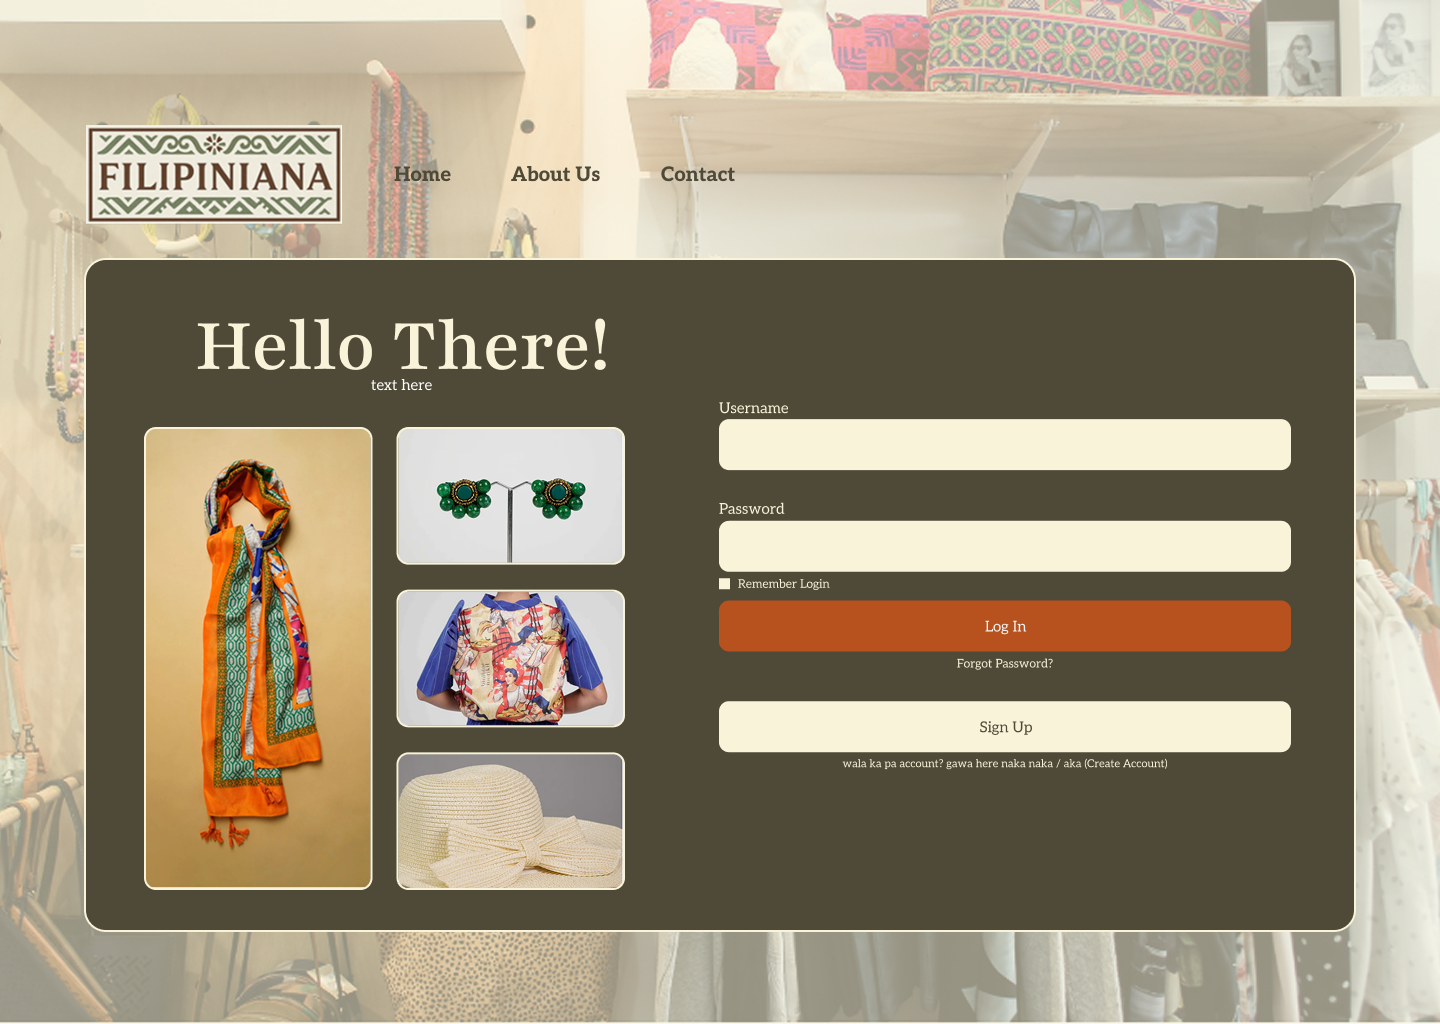 FILIPINIANA
Home
About Us
Contact
Hello There!
text here
Username
Password
Remember Login
Log In
Forgot Password?
Sign Up
wala ka pa account? gawa here naka naka / aka (Create Account)